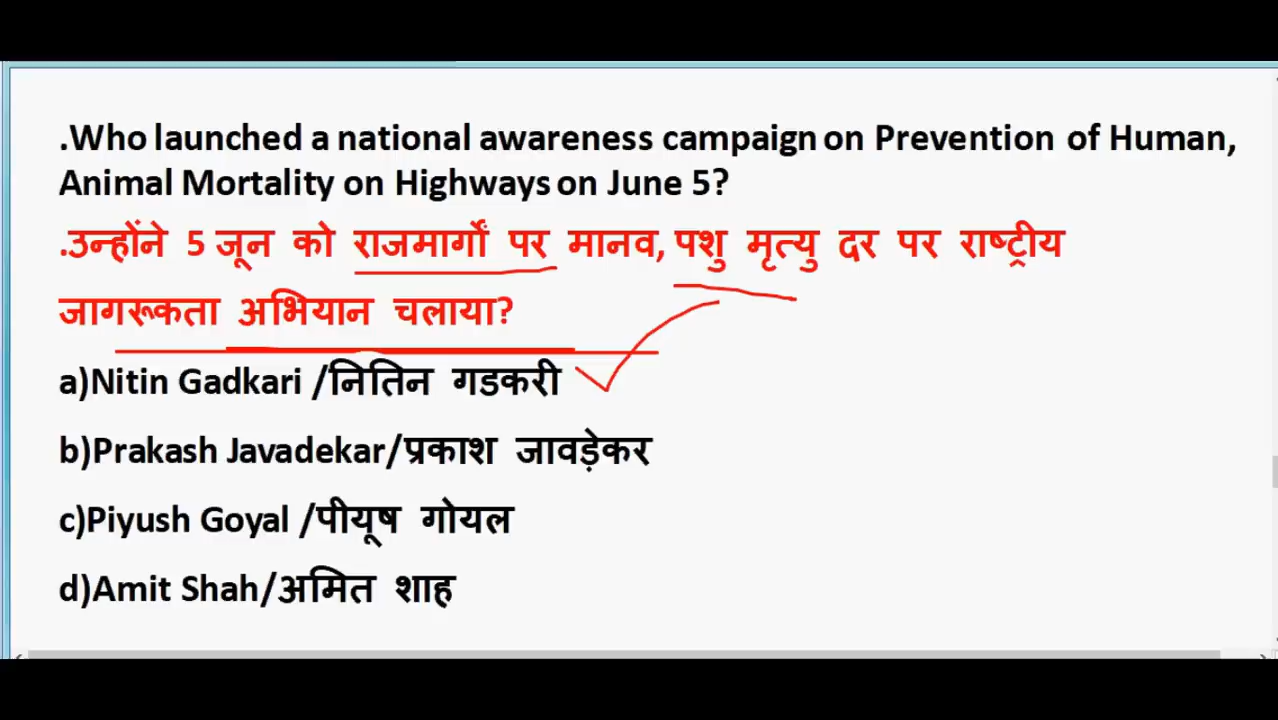 .Who launched a national awareness campaign on Prevention of Human,
Animal Mortality on Highways on June 5?
.उन्होंने 5 जून को राजमार्गों पर मानव, पशु मृत्यु दर पर राष्ट्रीय
जागरूकता अभियान चलाया?
a)Nitin Gadkari /नितिन गडकरी
b)Prakash Javadekar/प्रकाश जावड़ेकर
c)Piyush Goyal /पीयूष गोयल
d)Amit Shah/अमित शाह